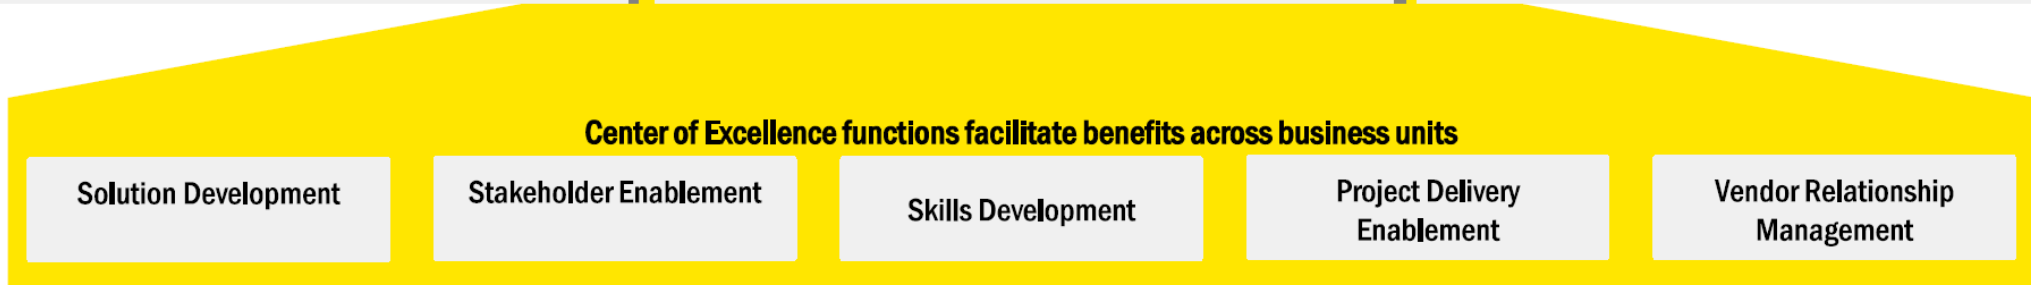 Center of Excellence functions facilitate benefits across business units
Solution Development
Stakeholder Enablement
Skills Development
Project Delivery
Enablement
Vendor Relationship
Management